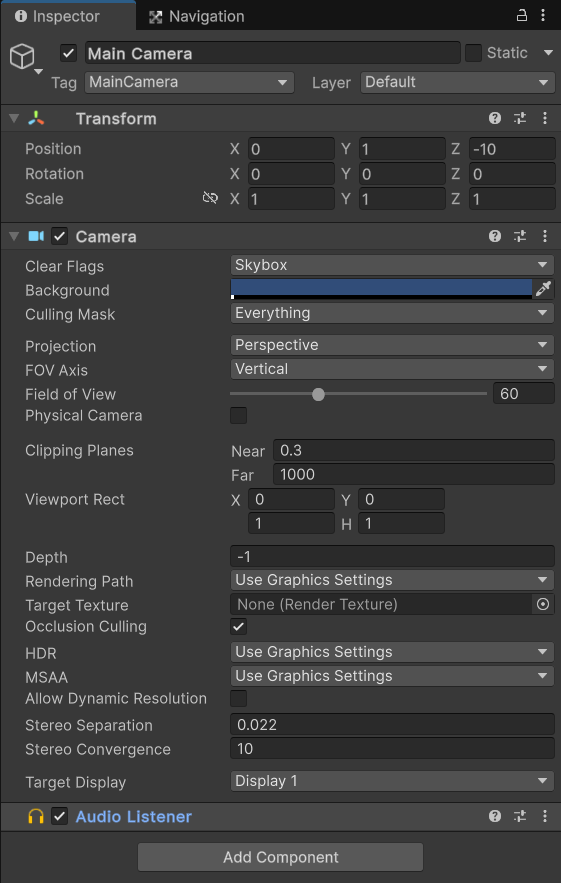 Inspector Navigation
Main Camera Static
Tag MainCamera Layer Default
Transform
Position X 0 Y 1 Z -10
Rotation X 0 Y 0 Z 0
Scale X 1 Y 1 Z 1
Camera
Clear Flags Skybox
Background
Culling Mask Everything
Projection Perspective
FOV Axis Vertical
Field of View 60
Physical Camera
Clipping Planes Near 0.3
Far 1000
Viewport Rect X 0 Y 0
1 H 1
Depth -1
Rendering Path Use Graphics Settings
Target Texture None (Render Texture)
Occlusion Culling
HDR Use Graphics Settings
MSAA Use Graphics Settings
Allow Dynamic Resolution
Stereo Separation 0.022
Stereo Convergence 10
Target Display Display 1
Audio Listener
Add Component